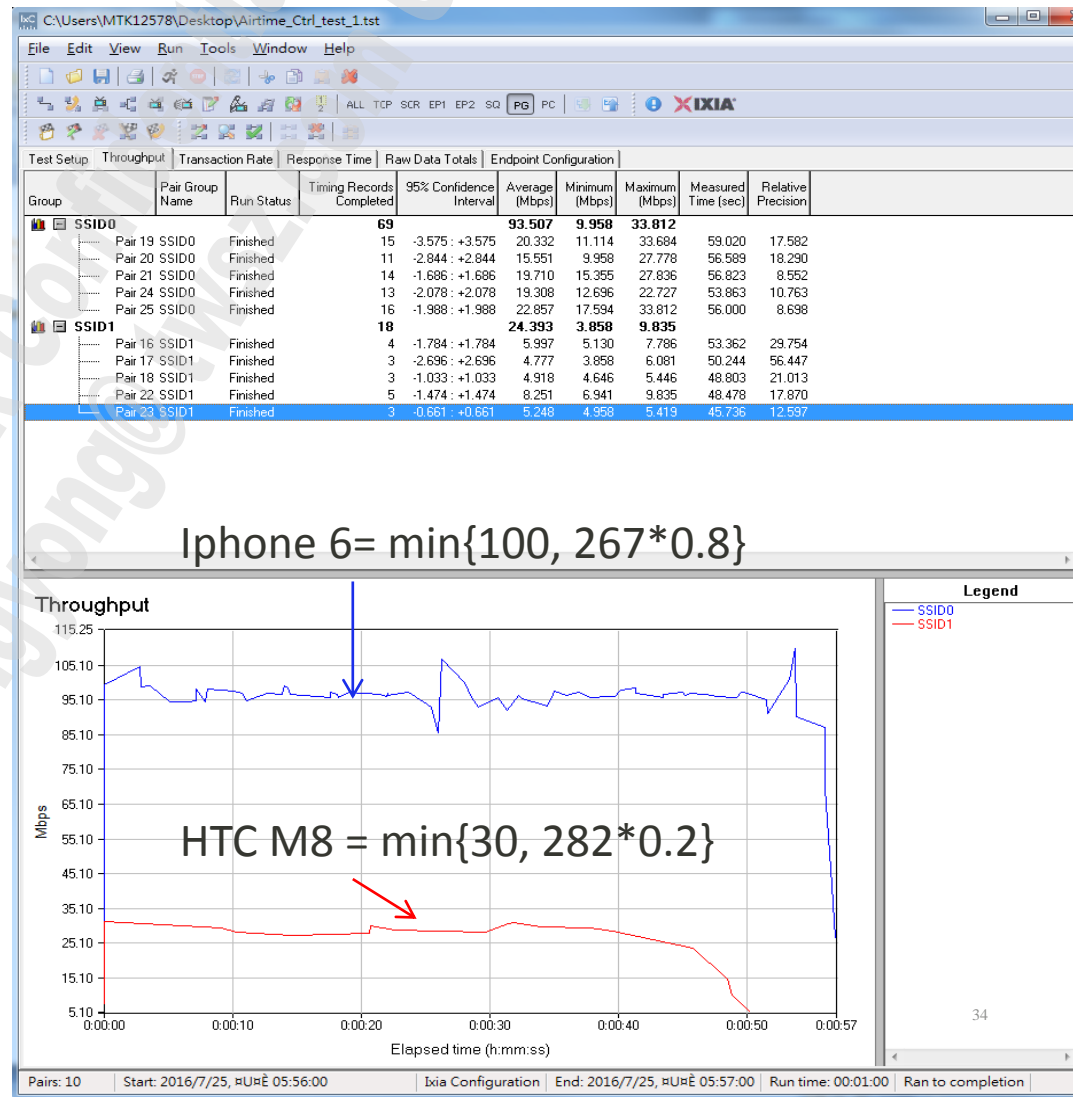 C:\Users\MTK12578\Desktop\Airtime_Ctrl_test_1.tst
File Edit View Run Tools Window Help
ALL TCP SCR EP1 EP2 SQ PG PC IXIA
Test Setup Throughput Transaction Rate Response Time Raw Data Totals Endpoint Configuration
Group Pair Group Name Run Status Timing Records Completed 95% Confidence Interval Average (Mbps) Minimum (Mbps) Maximum (Mbps) Measured Time (sec) Relative Precision
SSID0 69 93.507 9.958 33.812
Pair 19 SSID0 Finished 15 -3.575 : +3.575 20.332 11.114 33.684 59.020 17.582
Pair 20 SSID0 Finished 11 -2.844 : +2.844 15.551 9.958 27.778 56.589 18.290
Pair 21 SSID0 Finished 14 -1.686 : +1.686 19.710 15.355 27.836 56.823 8.552
Pair 24 SSID0 Finished 13 -2.078 : +2.078 19.308 12.696 22.727 53.863 10.763
Pair 25 SSID0 Finished 16 -1.988 : +1.988 22.857 17.594 33.812 56.000 8.698
SSID1 18 24.393 3.858 9.835
Pair 16 SSID1 Finished 4 -1.784 : +1.784 5.997 5.130 7.786 53.362 29.754
Pair 17 SSID1 Finished 3 -2.696 : +2.696 4.777 3.858 6.081 50.244 56.447
Pair 18 SSID1 Finished 3 -1.033 : +1.033 4.918 4.646 5.446 48.803 21.013
Pair 22 SSID1 Finished 5 -1.474 : +1.474 8.251 6.941 9.835 48.478 17.870
Pair 23 SSID1 Finished 3 -0.661 : +0.661 5.248 4.958 5.419 45.736 12.597
Iphone 6= min{100, 267*0.8}
Throughput
Legend
SSID0
SSID1
115.25
105.10
95.10
85.10
75.10
65.10
55.10
45.10
35.10
25.10
15.10
5.10
Mbps
HTC M8 = min{30, 282*0.2}
0:00:00 0:00:10 0:00:20 0:00:30 0:00:40 0:00:50 0:00:57
Elapsed time (h:mm:ss)
34
Pairs: 10 Start: 2016/7/25, ¤U¤È 05:56:00 Ixia Configuration End: 2016/7/25, ¤U¤È 05:57:00 Run time: 00:01:00 Ran to completion